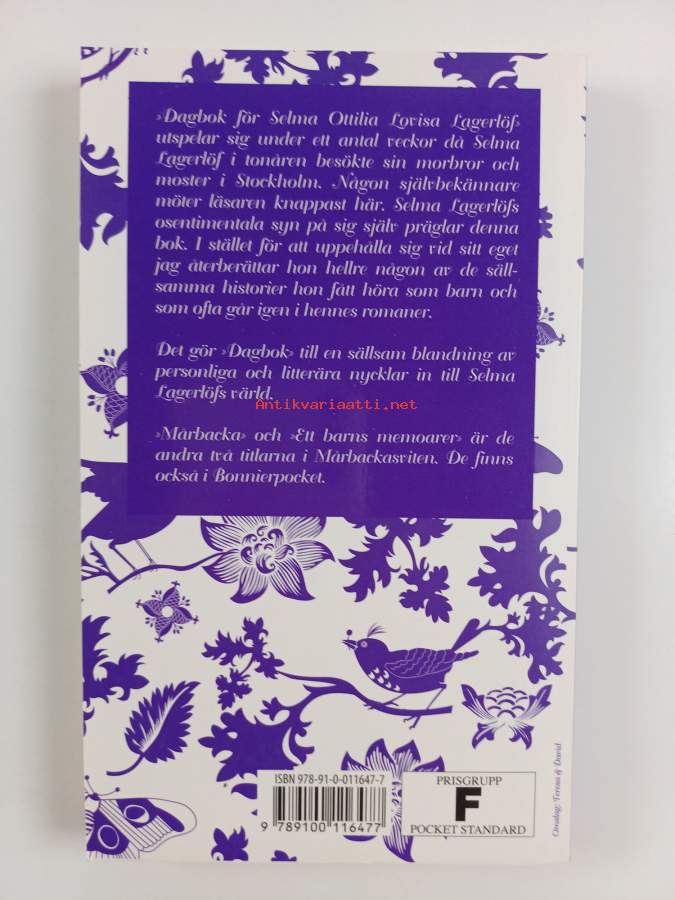 »Dagbok för Selma Ottilia Lovisa Lagerlöf»
utspelar sig under ett antal veckor då Selma
Lagerlöf i tonåren besökte sin morbror och
moster i Stockholm. Någon självbekännare
möter läsaren knappast här. Selma Lagerlöfs
osentimentala syn på sig själv präglar denna
bok. I stället för att uppehålla sig vid sitt eget
jag återberättar hon hellre någon av de säll-
samma historier hon fått höra som barn och
som ofta går igen i hennes romaner.
Det gör »Dagbok» till en sällsam blandning av
personliga och litterära nycklar in till Selma
Lagerlöfs värld.
Antikvariaatti.net
»Mårbacka» och »Ett barns memoarer» är de
andra två titlarna i Mårbackasviten. De finns
också i Bonnierpocket.
Omslag: Teresa & David
ISBN 978-91-0-011647-7
9 789100 116477
PRISGRUPP
F
POCKET STANDARD